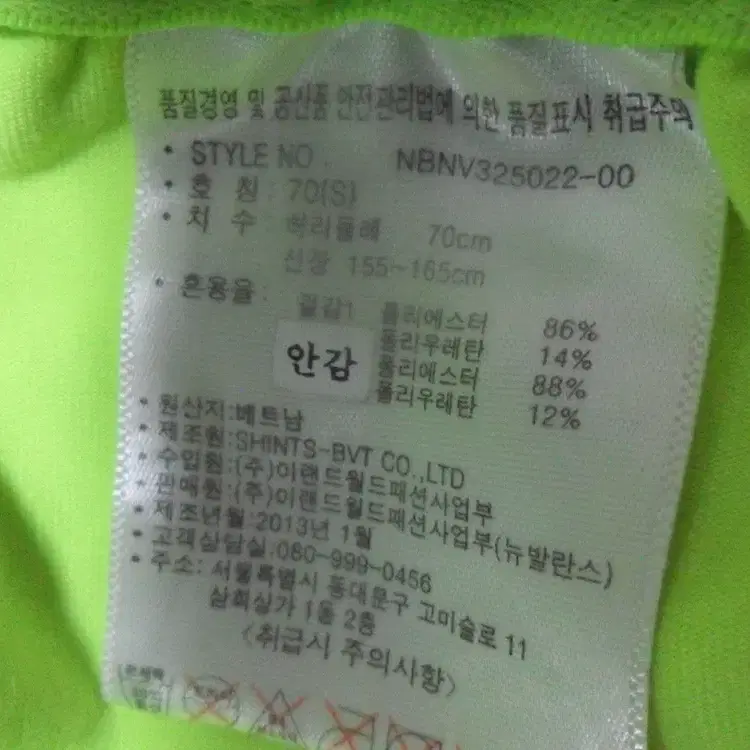 품질경영 및 공산품 안전관리법에 의한 품질표시 취급주의
• STYLE NO : NBNV325022-00
• 호 칭 : 70(S)
• 치 수 : 허리둘레 70cm
신장 155~165cm
• 혼용율 : 겉감1 폴리에스터 86%
폴리우레탄 14%
안감 폴리에스터 88%
폴리우레탄 12%
• 원산지:베트남
• 제조원:SHINTS-BVT CO.,LTD
• 수입원:(주)이랜드월드패션사업부
• 판매원:(주)이랜드월드패션사업부(뉴발란스)
• 제조년월:2013년 1월
• 고객상담실:080-999-0456
• 주소: 서울특별시 동대문구 고미술로 11
삼희상가 1동 2층
<취급시 주의사항>
손세탁